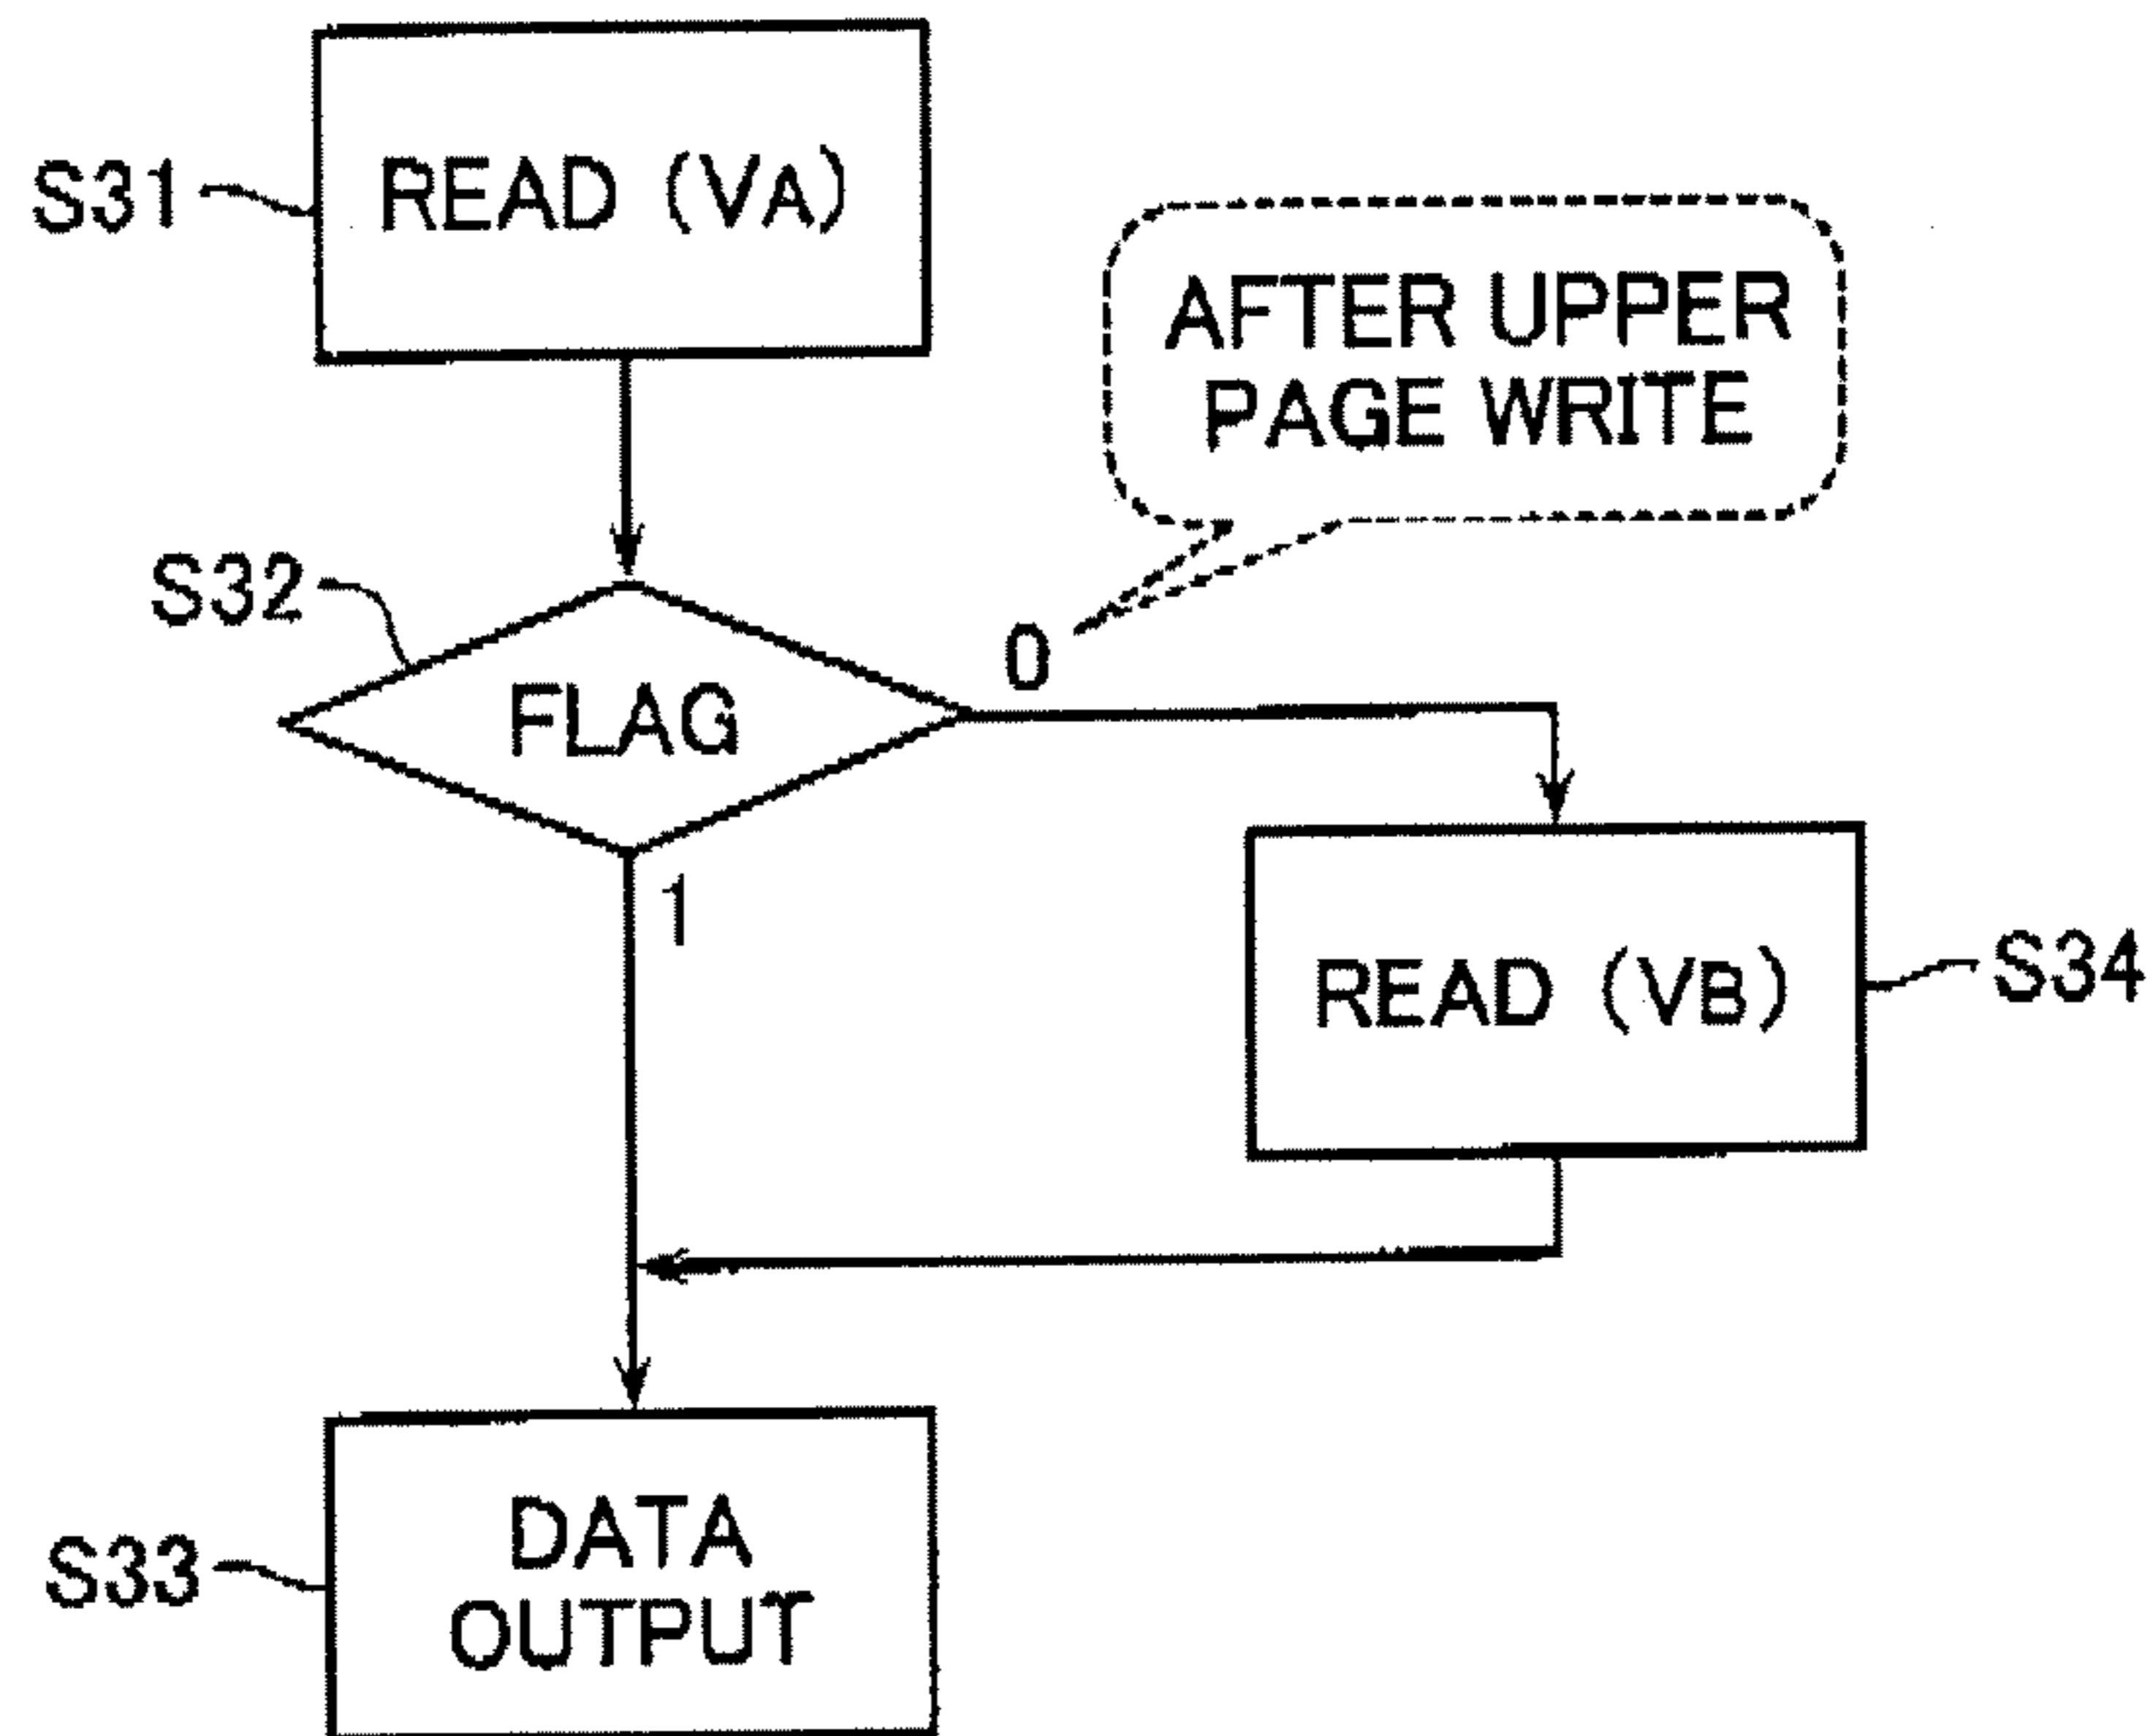 S31
READ (VA)
AFTER UPPER
PAGE WRITE
S32
FLAG
0
1
READ (VB)
S34
S33
DATA
OUTPUT